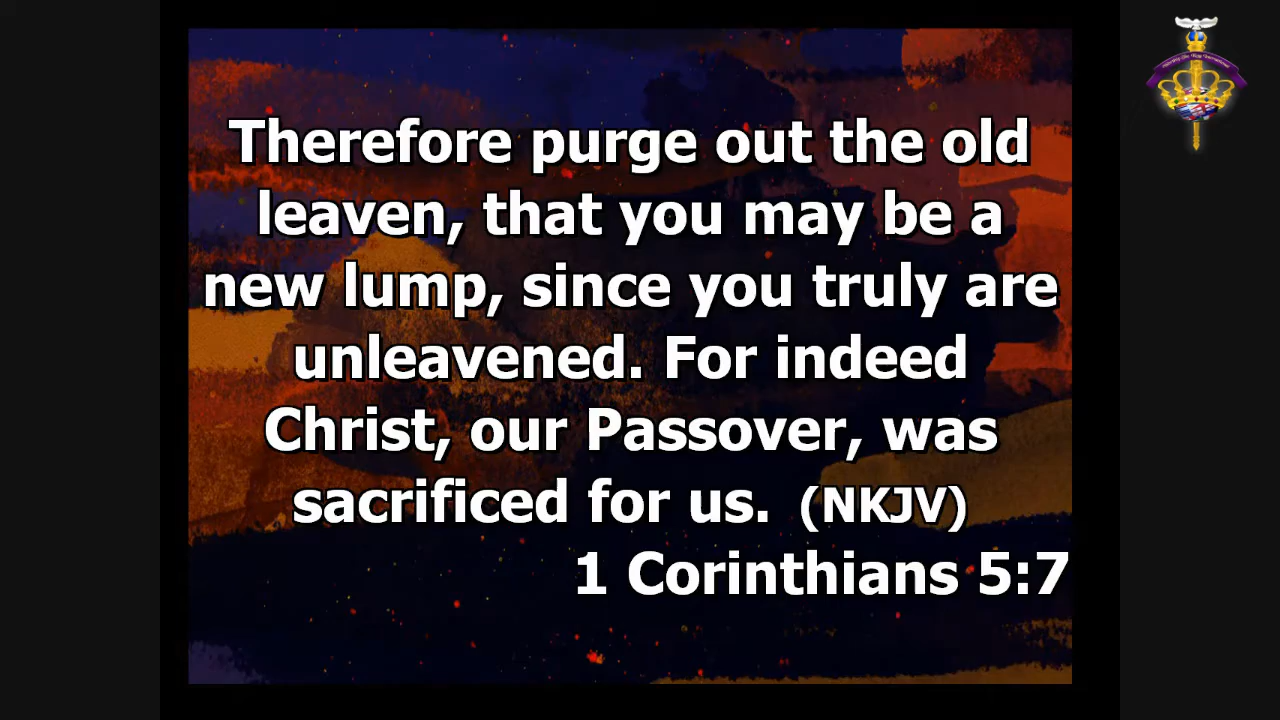 Therefore purge out the old
leaven, that you may be a
new lump, since you truly are
unleavened. For indeed
Christ, our Passover, was
sacrificed for us. (NKJV)
1 Corinthians 5:7